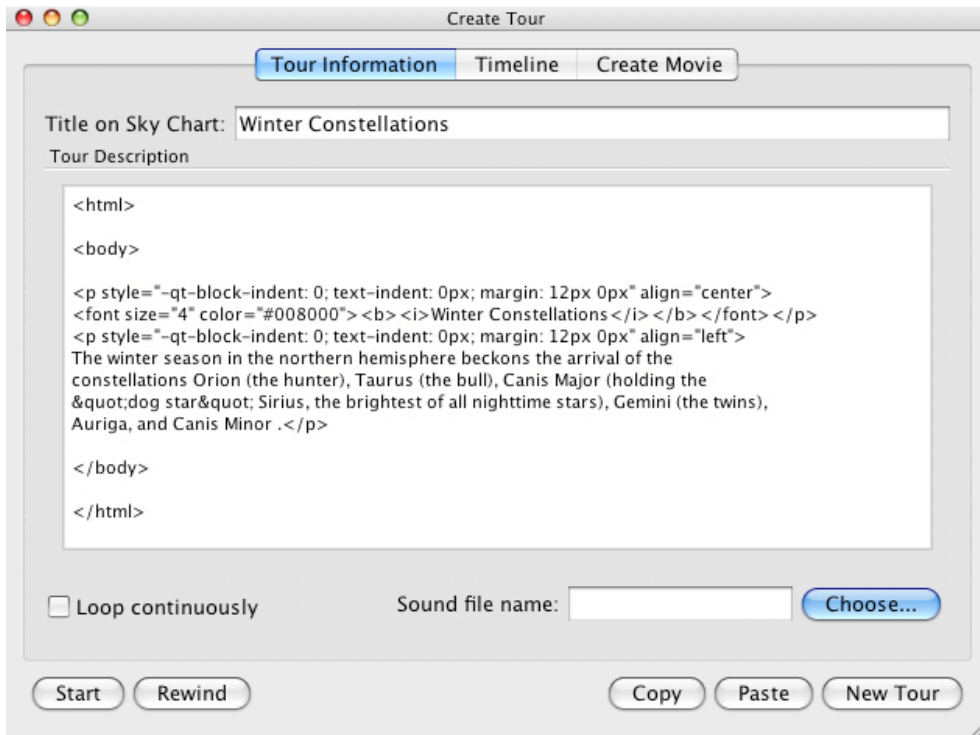 Create Tour
Tour Information Timeline Create Movie
Title on Sky Chart: Winter Constellations
Tour Description
<html>
<body>
<p style="-qt-block-indent: 0; text-indent: 0px; margin: 12px 0px" align="center">
<font size="4" color="#008000"><b><i>Winter Constellations</i></b></font></p>
<p style="-qt-block-indent: 0; text-indent: 0px; margin: 12px 0px" align="left">
The winter season in the northern hemisphere beckons the arrival of the
constellations Orion (the hunter), Taurus (the bull), Canis Major (holding the
&quot;dog star&quot; Sirius, the brightest of all nighttime stars), Gemini (the twins),
Auriga, and Canis Minor .</p>
</body>
</html>
Loop continuously Sound file name: Choose...
Start Rewind Copy Paste New Tour